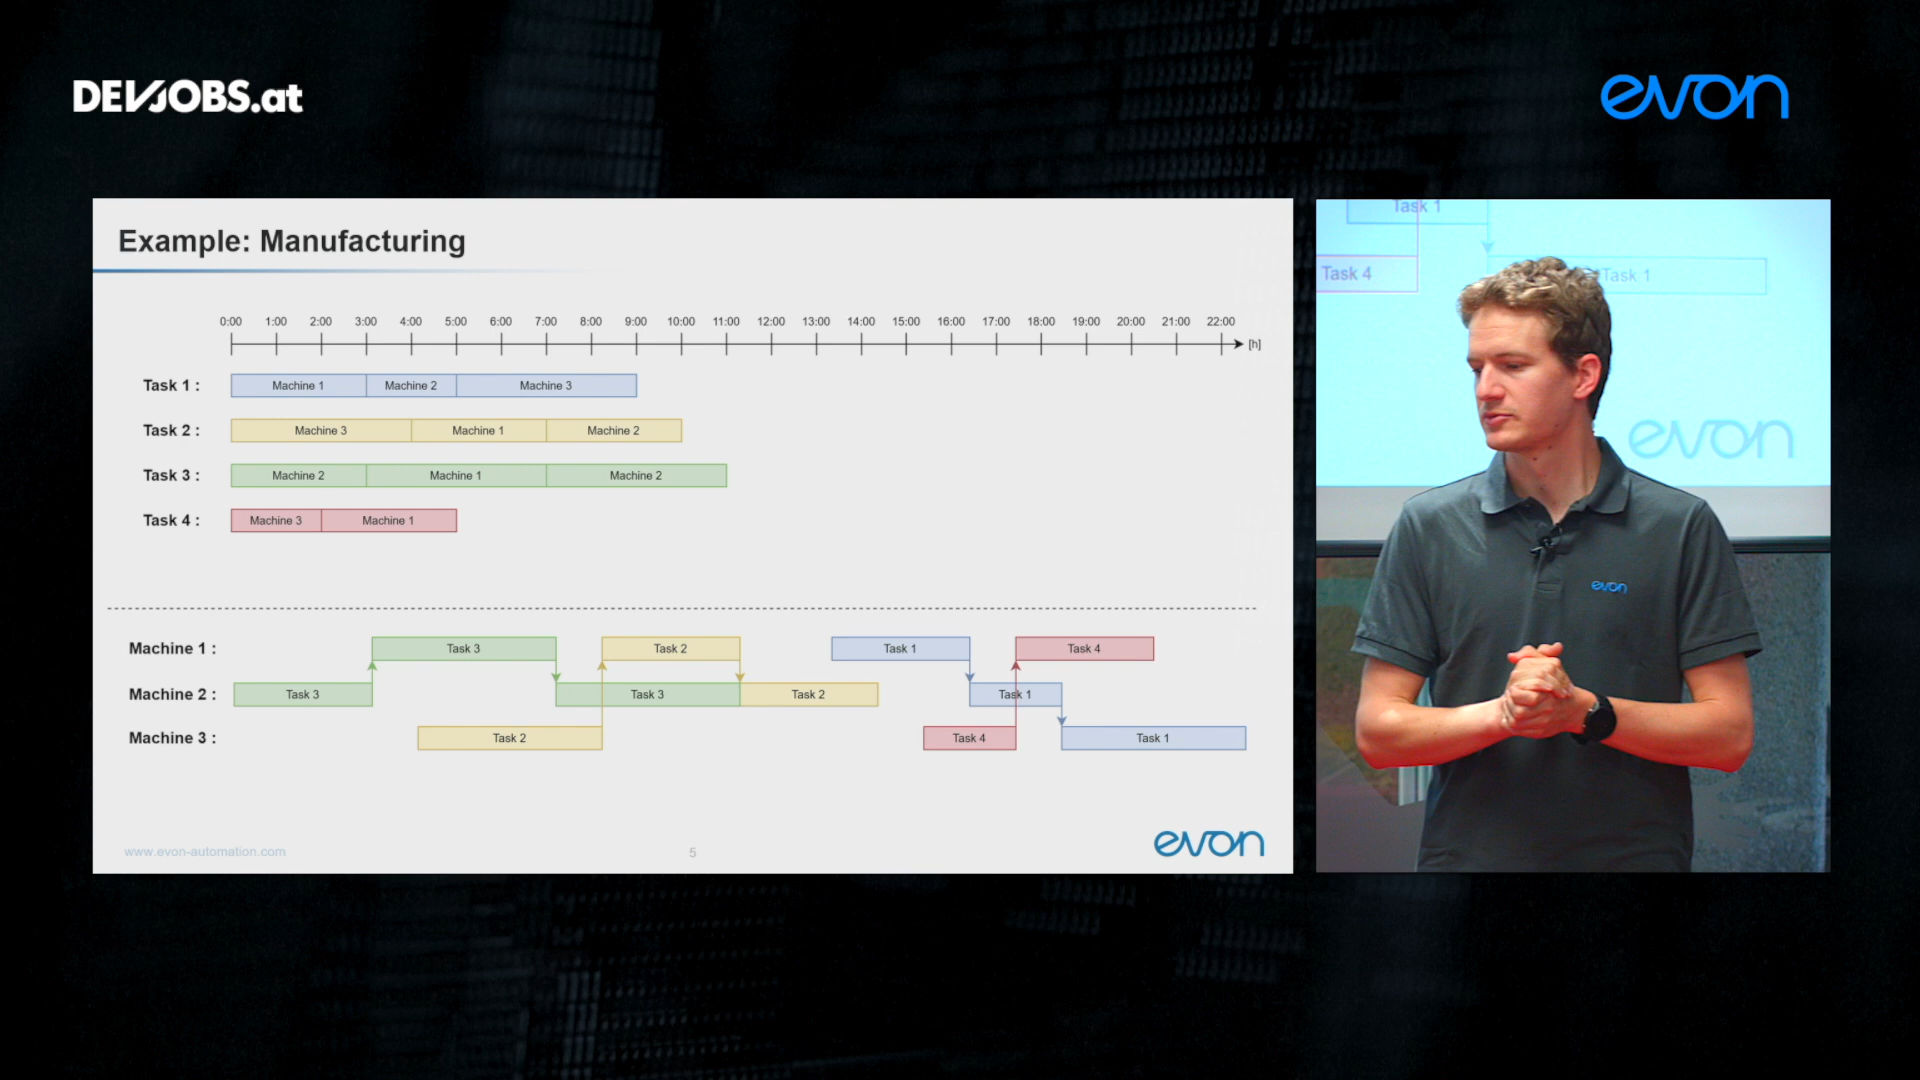 DEVJOBS.at
evon
Example: Manufacturing
0:00 1:00 2:00 3:00 4:00 5:00 6:00 7:00 8:00 9:00 10:00 11:00 12:00 13:00 14:00 15:00 16:00 17:00 18:00 19:00 20:00 21:00 22:00
[h]
Task 1 : Machine 1 Machine 2 Machine 3
Task 2 : Machine 3 Machine 1 Machine 2
Task 3 : Machine 2 Machine 1 Machine 2
Task 4 : Machine 3 Machine 1
Machine 1 : Task 3 Task 2 Task 1 Task 4
Machine 2 : Task 3 Task 3 Task 2 Task 1
Machine 3 : Task 2 Task 4 Task 1
www.evon-automation.com
5
evon
Task 1
Task 4
Task 1
evon
evon